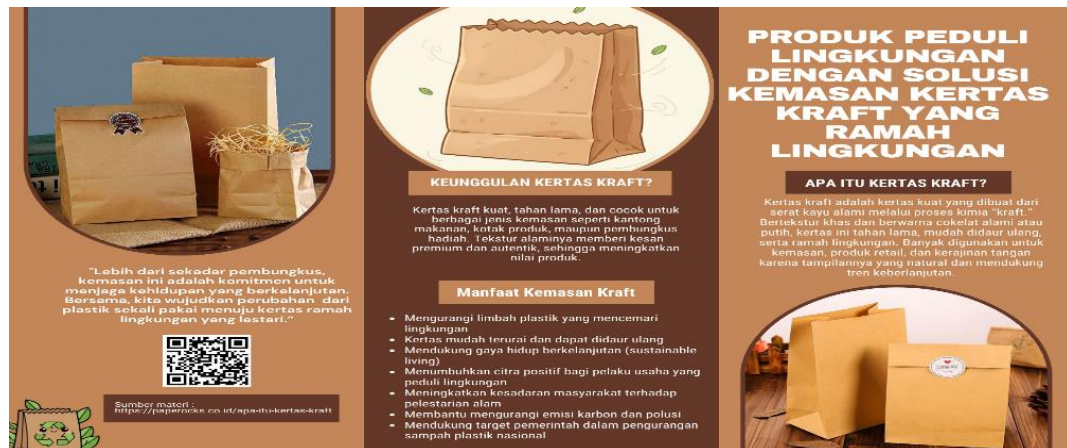 "Lebih dari sekadar pembungkus,
kemasan ini adalah komitmen untuk
menjaga kehidupan yang berkelanjutan.
Bersama, kita wujudkan perubahan dari
plastik sekali pakai menuju kertas ramah
lingkungan yang lestari."
Sumber materi :
https://paperocks.co.id/apa-itu-kertas-kraft
KEUNGGULAN KERTAS KRAFT?
Kertas kraft kuat, tahan lama, dan cocok untuk
berbagai jenis kemasan seperti kantong
makanan, kotak produk, maupun pembungkus
hadiah. Tekstur alaminya memberi kesan
premium dan autentik, sehingga meningkatkan
nilai produk.
Manfaat Kemasan Kraft
• Mengurangi limbah plastik yang mencemari
lingkungan
• Kertas mudah terurai dan dapat didaur ulang
• Mendukung gaya hidup berkelanjutan (sustainable
living)
• Menumbuhkan citra positif bagi pelaku usaha yang
peduli lingkungan
• Meningkatkan kesadaran masyarakat terhadap
pelestarian alam
• Membantu mengurangi emisi karbon dan polusi
• Mendukung target pemerintah dalam pengurangan
sampah plastik nasional
PRODUK PEDULI
LINGKUNGAN
DENGAN SOLUSI
KEMASAN KERTAS
KRAFT YANG
RAMAH
LINGKUNGAN
APA ITU KERTAS KRAFT?
Kertas kraft adalah kertas kuat yang dibuat dari
serat kayu alami melalui proses kimia "kraft."
Bertekstur khas dan berwarna cokelat alami atau
putih, kertas ini tahan lama, mudah didaur ulang,
serta ramah lingkungan. Banyak digunakan untuk
kemasan, produk retail, dan kerajinan tangan
karena tampilannya yang natural dan mendukung
tren keberlanjutan.